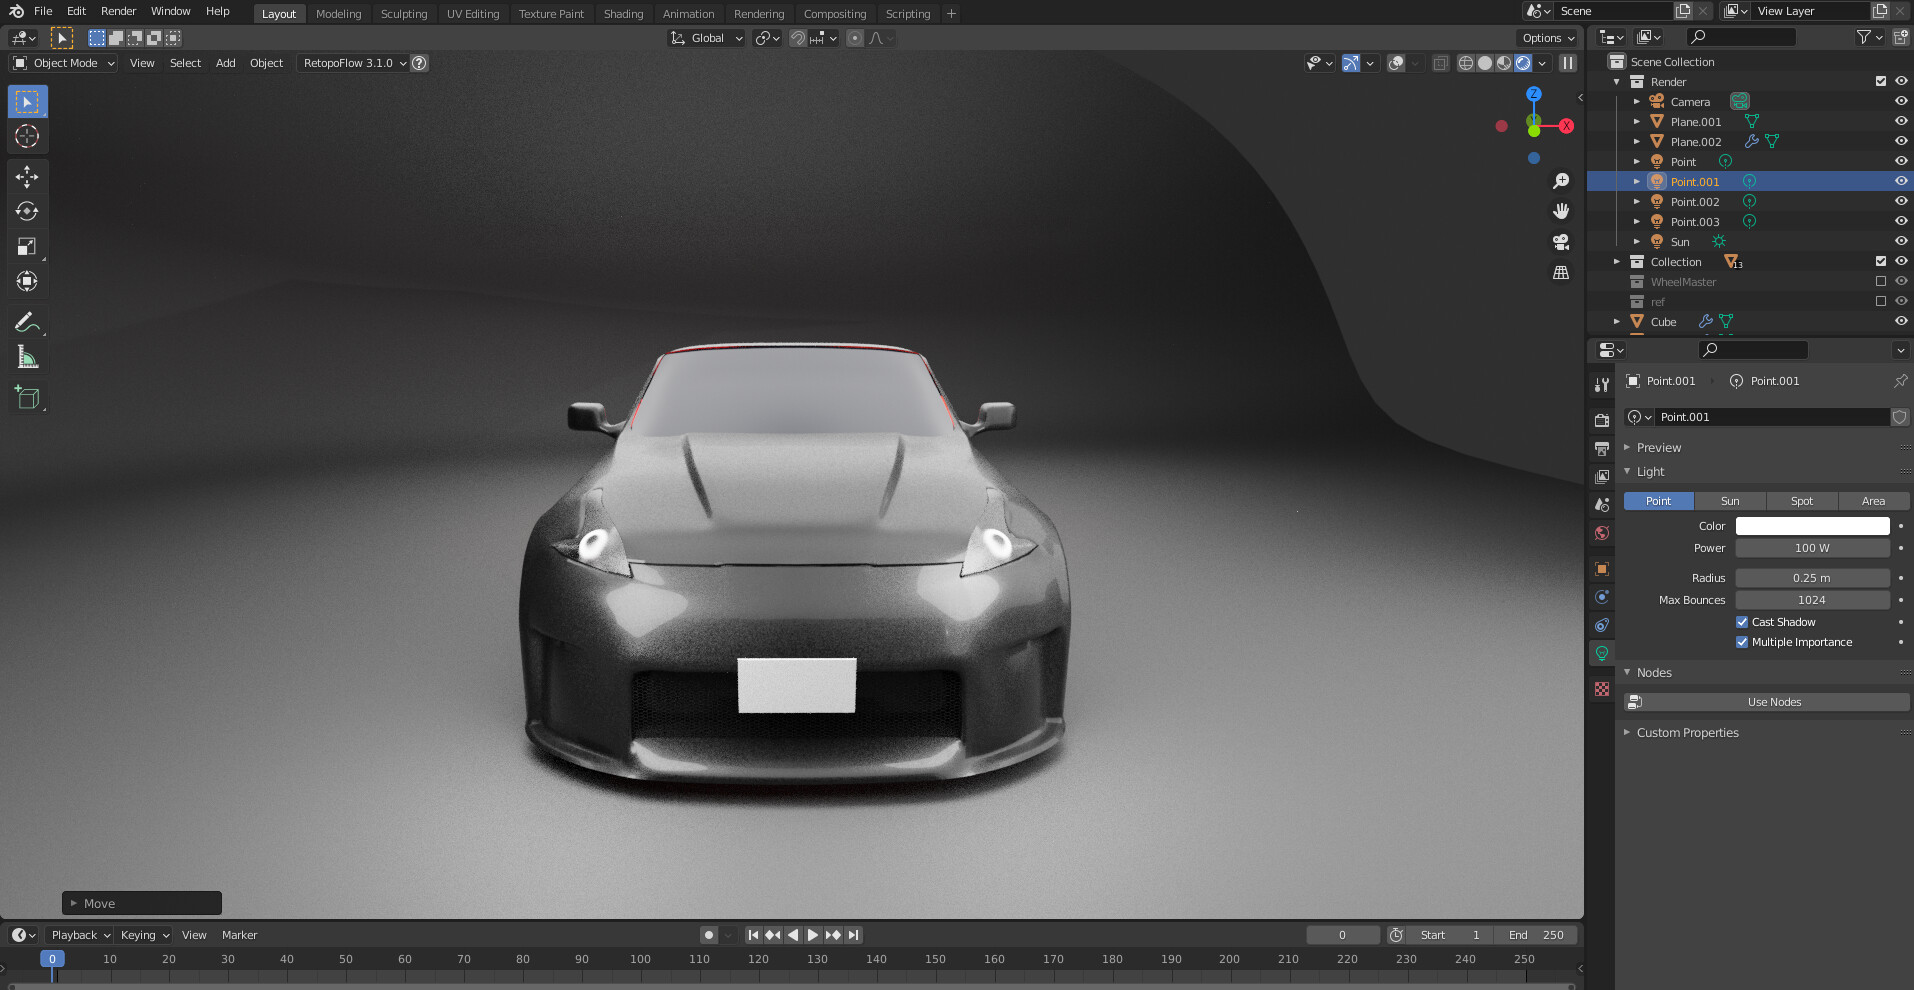 File Edit Render Window Help Layout Modeling Sculpting UV Editing Texture Paint Shading Animation Rendering Compositing Scripting + Scene View Layer
Global Options
Object Mode View Select Add Object RetopoFlow 3.1.0
Z
X
Scene Collection
Render
Camera
Plane.001
Plane.002
Point
Point.001
Point.002
Point.003
Sun
Collection 13
WheelMaster
ref
Cube
Point.001 Point.001
Point.001
Preview
Light
Point Sun Spot Area
Color
Power 100 W
Radius 0.25 m
Max Bounces 1024
Cast Shadow
Multiple Importance
Nodes
Use Nodes
Custom Properties
Move
Playback Keying View Marker 0 Start 1 End 250
0 10 20 30 40 50 60 70 80 90 100 110 120 130 140 150 160 170 180 190 200 210 220 230 240 250